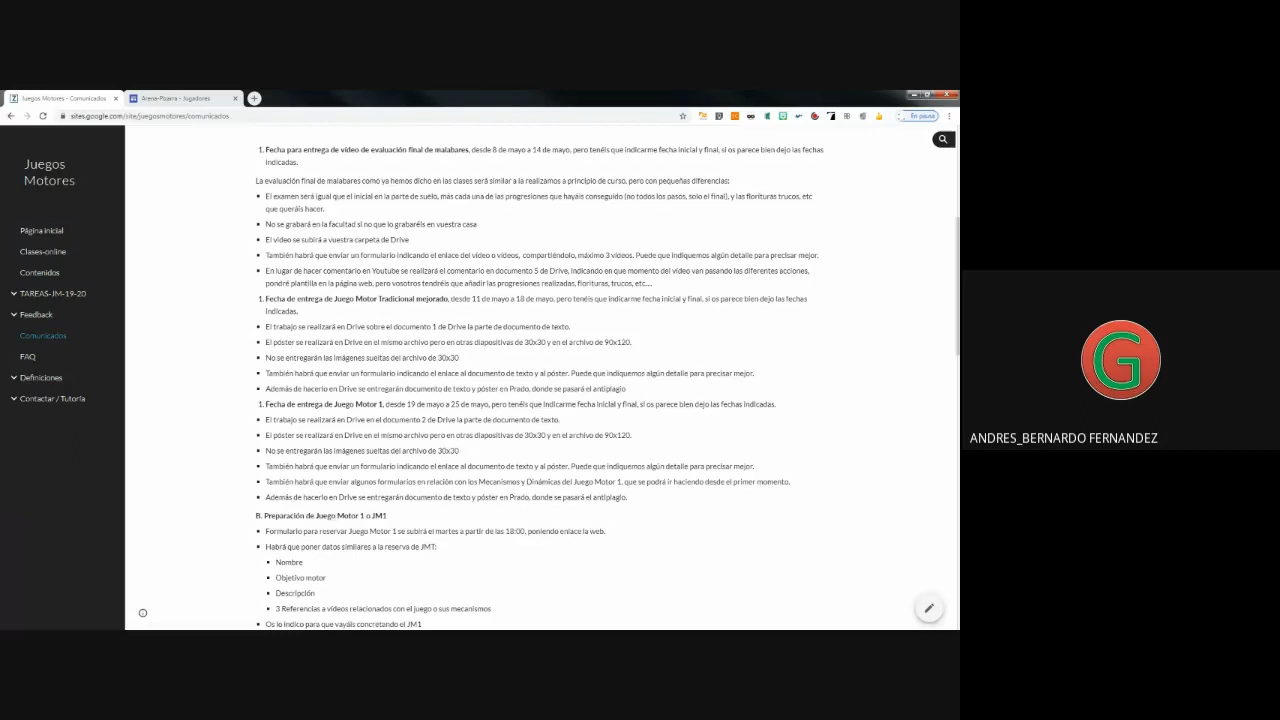 Juegos Motores - Comunicados
Arena-Pizarra - Jugadores
sites.google.com/site/juegosmotores/comunicados
En pausa
Juegos
Motores
Página inicial
Clases-online
Contenidos
TAREAS-JM-19-20
Feedback
Comunicados
FAQ
Definiciones
Contactar / Tutoria
1. Fecha para entrega de vídeo de evaluación final de malabares, desde 8 de mayo a 14 de mayo, pero tenéis que indicarme fecha inicial y final, si os parece bien dejo las fechas
indicadas.
La evaluación final de malabares como ya hemos dicho en las clases será similar a la realizamos a principio de curso, pero con pequeñas diferencias:
El examen será igual que el inicial en la parte de suelo, más cada una de las progresiones que hayáis conseguido (no todos los pasos, solo el final), y las florituras trucos, etc
que queráis hacer.
No se grabará en la facultad si no que lo grabaréis en vuestra casa
El vídeo se subirá a vuestra carpeta de Drive
También habrá que enviar un formulario indicando el enlace del vídeo o vídeos, compartiéndolo, máximo 3 vídeos. Puede que indiquemos algún detalle para precisar mejor.
En lugar de hacer comentario en Youtube se realizará el comentario en documento 5 de Drive, indicando en que momento del vídeo van pasando las diferentes acciones,
pondré plantilla en la página web, pero vosotros tendréis que añadir las progresiones realizadas, florituras, trucos, etc....
1. Fecha de entrega de Juego Motor Tradicional mejorado, desde 11 de mayo a 18 de mayo, pero tenéis que indicarme fecha inicial y final, si os parece bien dejo las fechas
indicadas.
El trabajo se realizará en Drive sobre el documento 1 de Drive la parte de documento de texto.
El póster se realizará en Drive en el mismo archivo pero en otras diapositivas de 30x30 y en el archivo de 90x120.
No se entregarán las imágenes sueltas del archivo de 30x30
También habrá que enviar un formulario indicando el enlace al documento de texto y al póster. Puede que indiquemos algún detalle para precisar mejor.
Además de hacerlo en Drive se entregarán documento de texto y póster en Prado, donde se pasará el antiplagio
1. Fecha de entrega de Juego Motor 1, desde 19 de mayo a 25 de mayo, pero tenéis que indicarme fecha inicial y final, si os parece bien dejo las fechas indicadas.
El trabajo se realizará en Drive en el documento 2 de Drive la parte de documento de texto.
El póster se realizará en Drive en el mismo archivo pero en otras diapositivas de 30x30 y en el archivo de 90x120.
No se entregarán las imágenes sueltas del archivo de 30x30
También habrá que enviar un formulario indicando el enlace al documento de texto y al póster. Puede que indiquemos algún detalle para precisar mejor.
También habrá que enviar algunos formularios en relación con los Mecanismos y Dinámicas del Juego Motor 1, que se podrá ir haciendo desde el primer momento.
Además de hacerlo en Drive se entregarán documento de texto y póster en Prado, donde se pasará el antiplagio.
B. Preparación de Juego Motor 1 o JM1
Formulario para reservar Juego Motor 1 se subirá el martes a partir de las 18:00, poniendo enlace la web.
Habrá que poner datos similares a la reserva de JMT:
Nombre
Objetivo motor
Descripción
3 Referencias a vídeos relacionados con el juego o sus mecanismos
Os lo indico para que vayáis concretando el JM1
G
ANDRES_BERNARDO FERNANDEZ